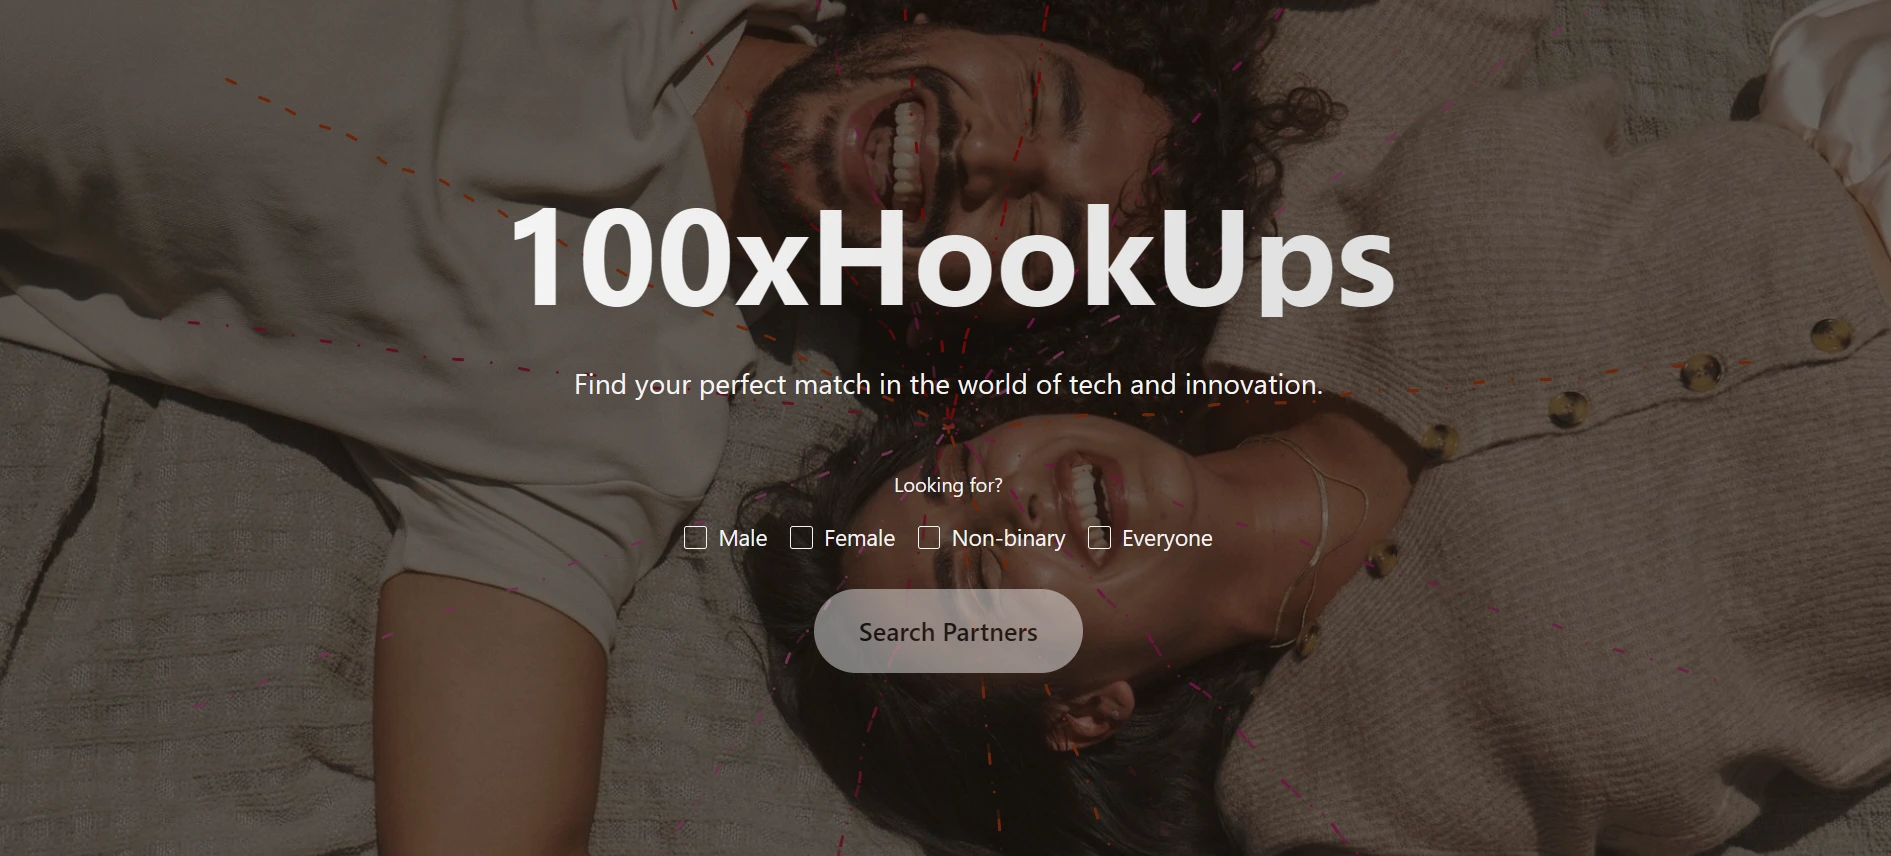 100xHookUps
Find your perfect match in the world of tech and innovation.
Looking for?
Male Female Non-binary Everyone
Search Partners